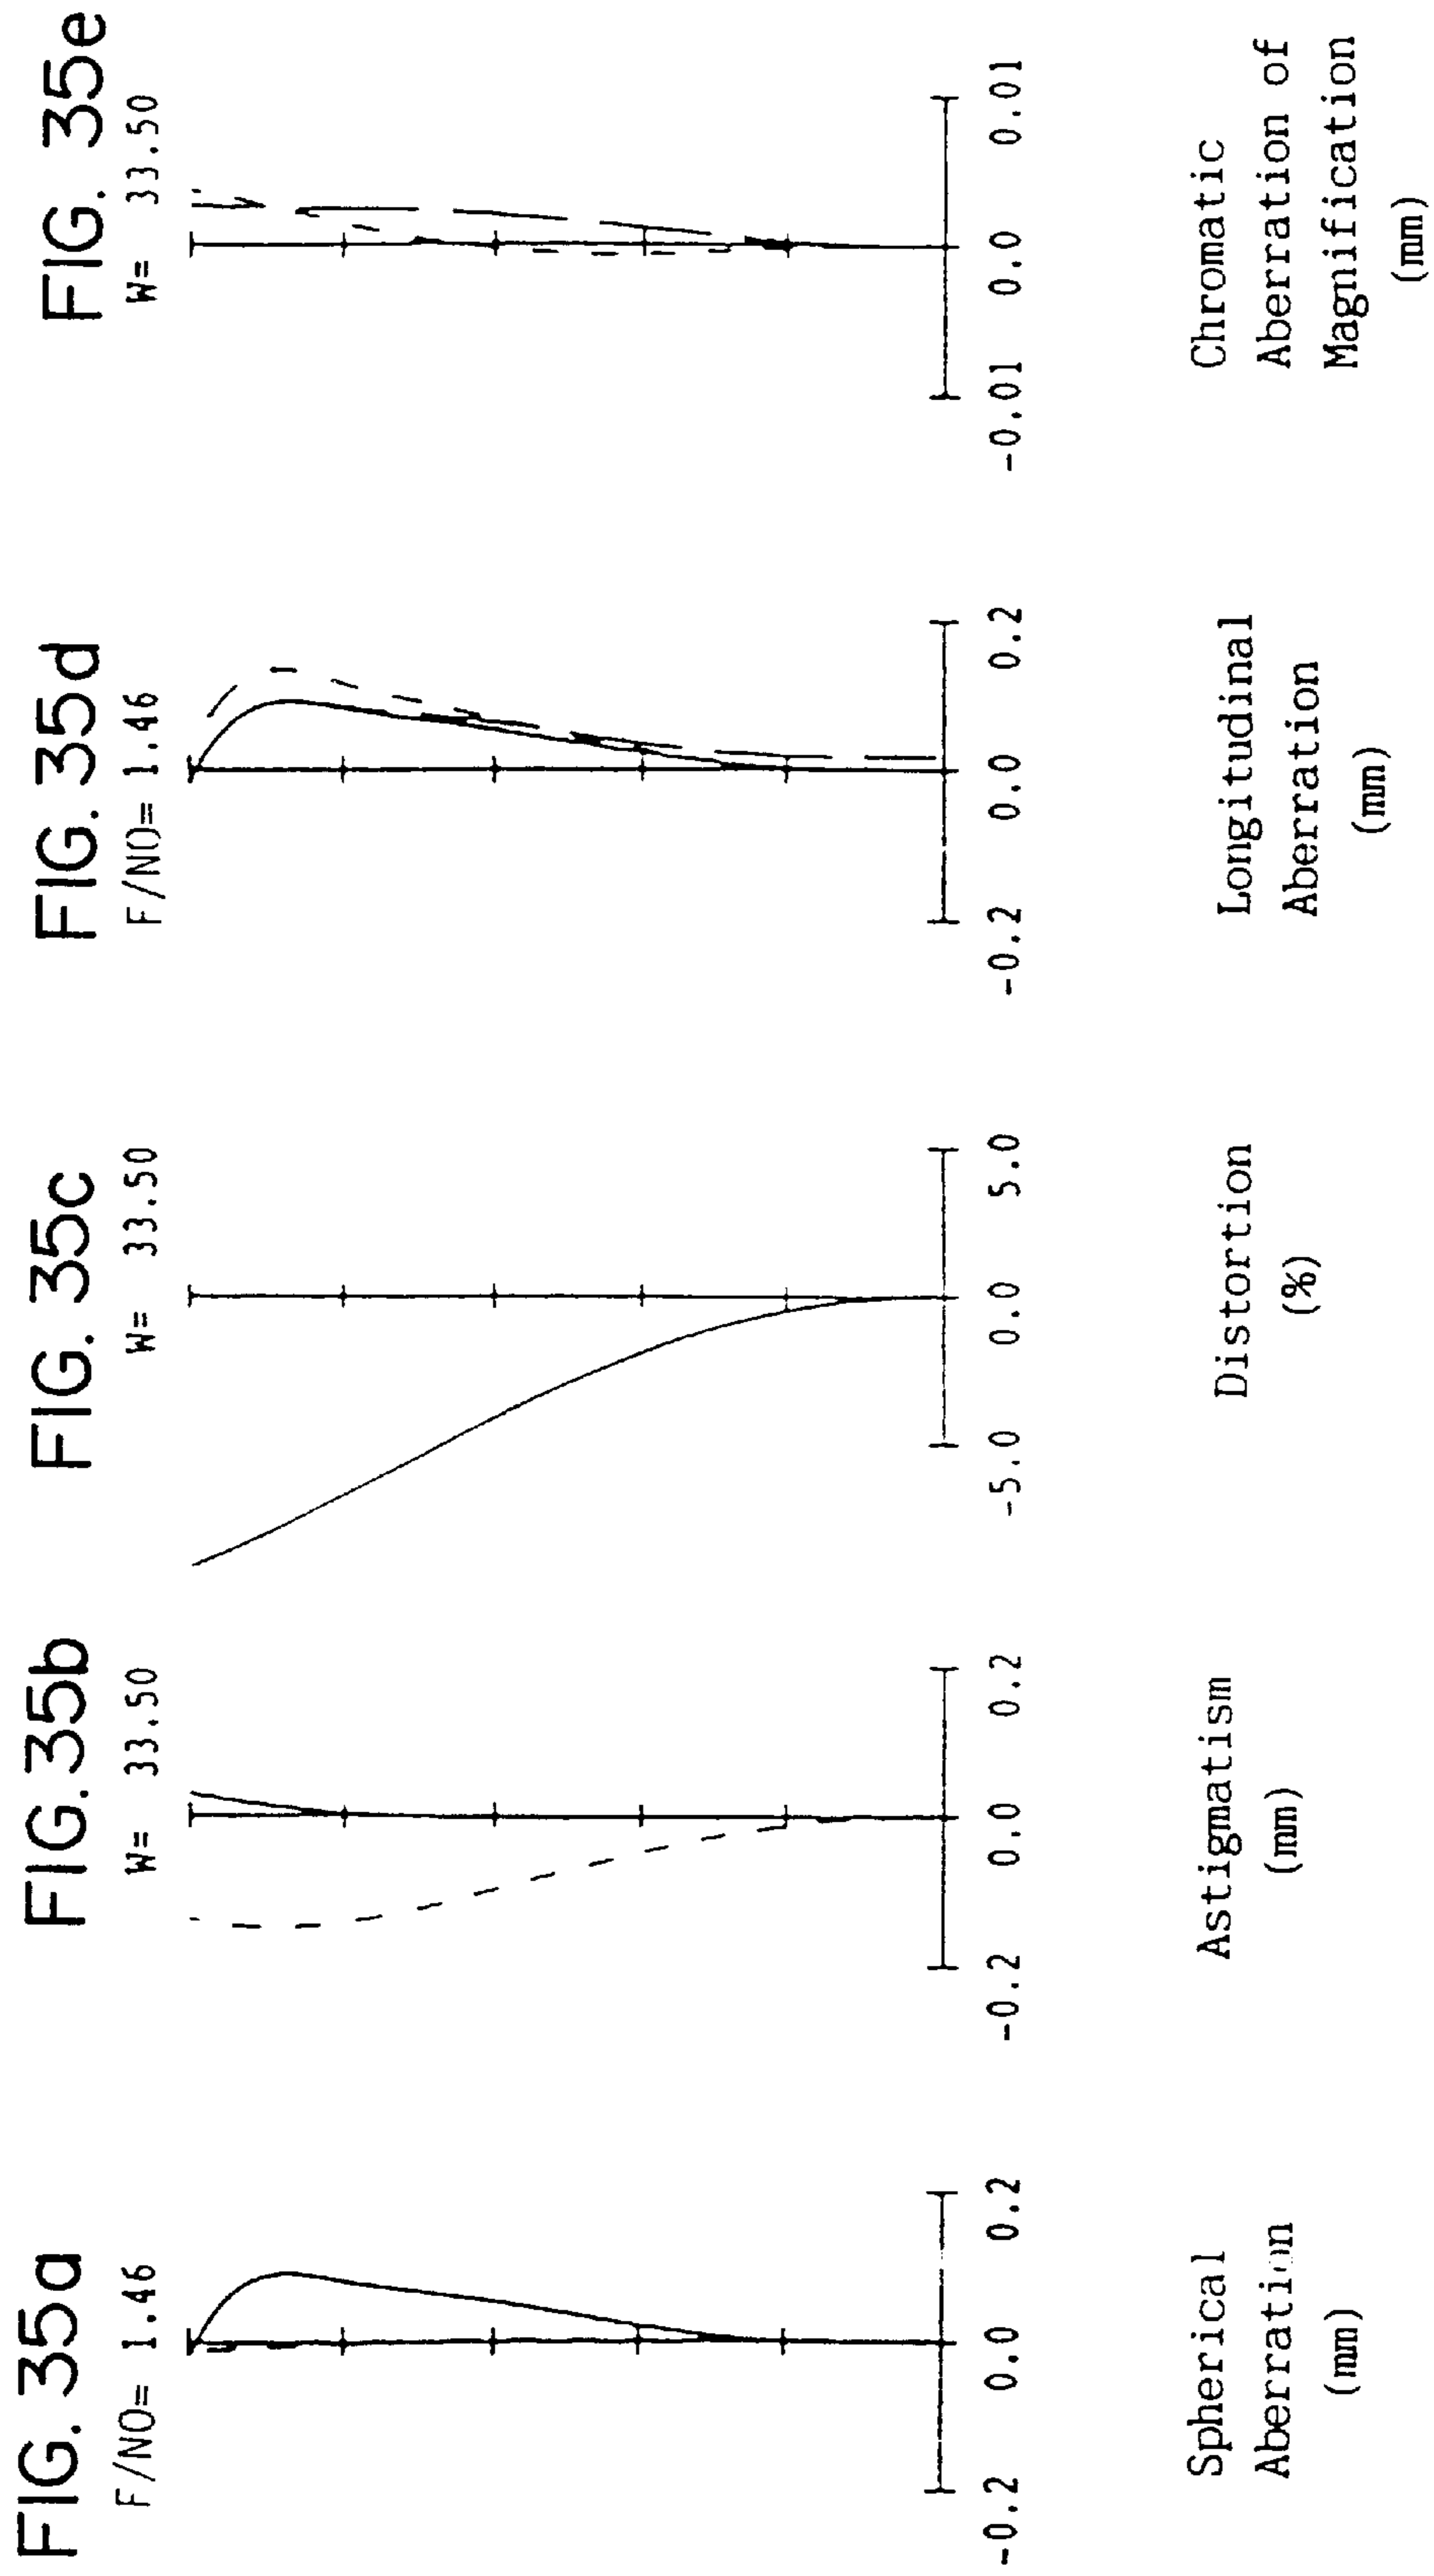 FIG. 35a
F/NO= 1.46
-0.2 0.0 0.2
Spherical
Aberration
(mm)
FIG. 35b
W= 33.50
-0.2 0.0 0.2
Astigmatism
(mm)
FIG. 35c
W= 33.50
-5.0 0.0 5.0
Distortion
(%)
FIG. 35d
F/NO= 1.46
-0.2 0.0 0.2
Longitudinal
Aberration
(mm)
FIG. 35e
W= 33.50
-0.01 0.0 0.01
Chromatic
Aberration of
Magnification
(mm)